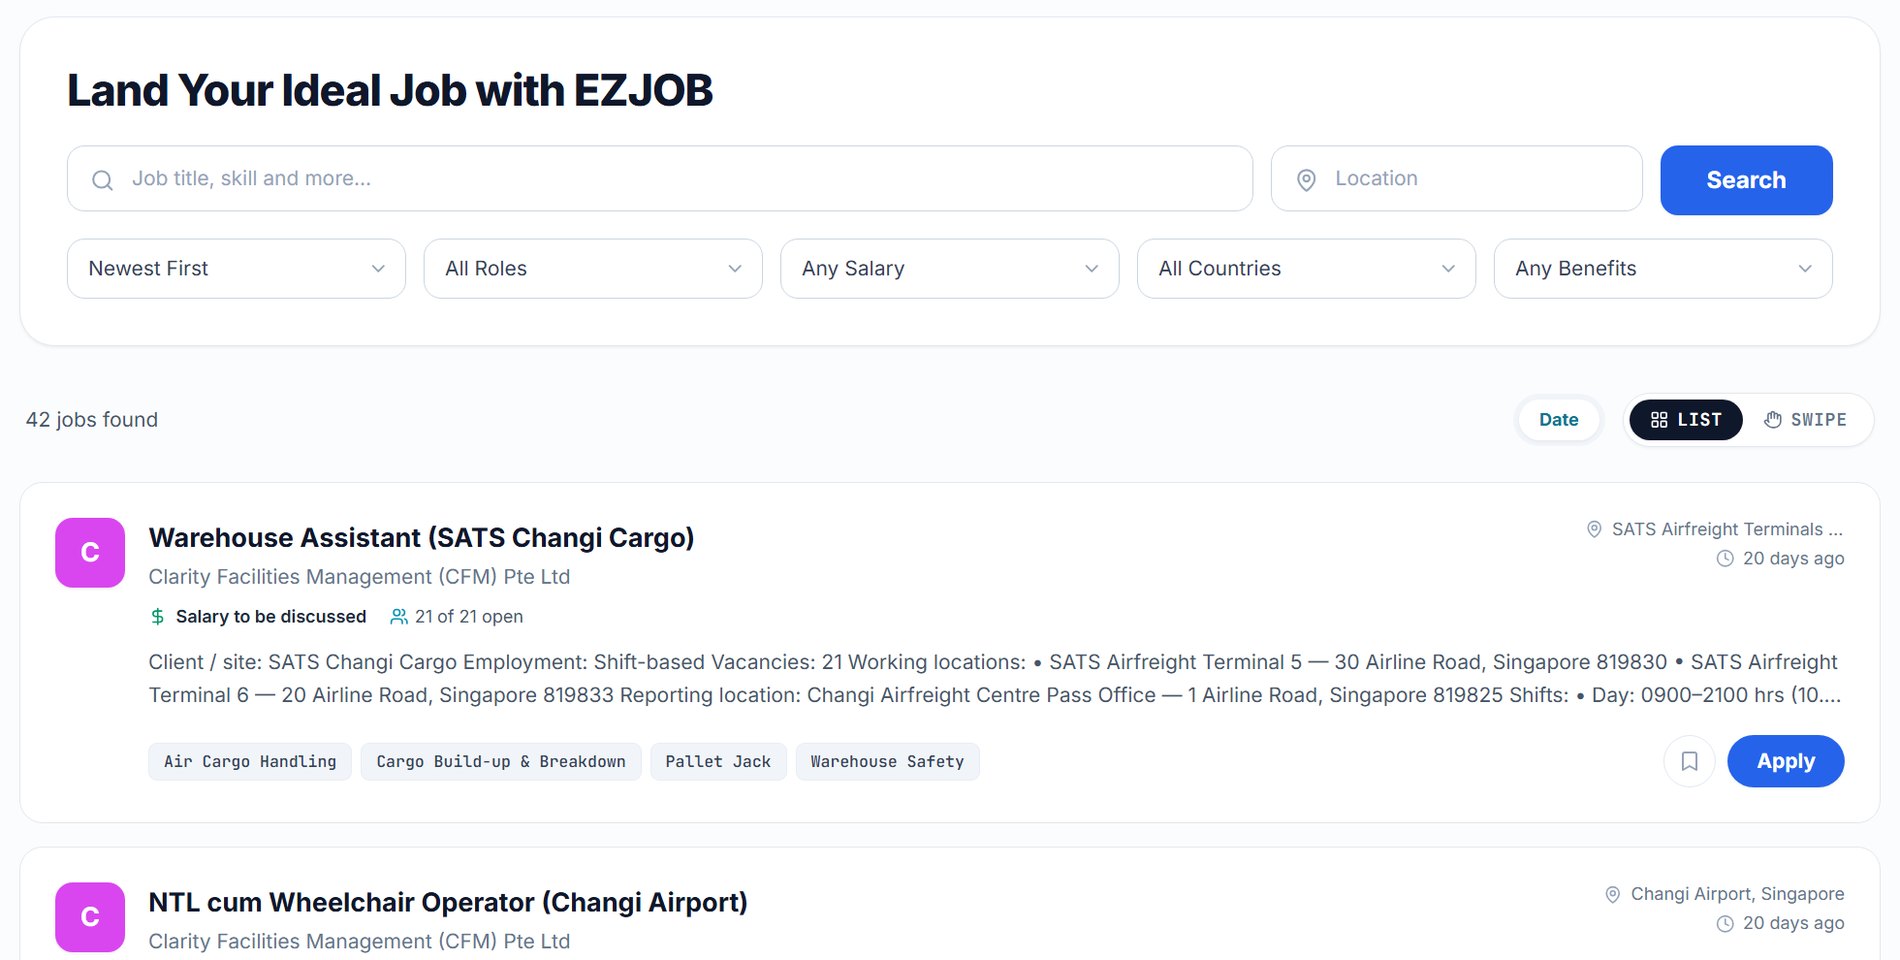 Land Your Ideal Job with EZJOB
Job title, skill and more...
Location
Search
Newest First
All Roles
Any Salary
All Countries
Any Benefits
42 jobs found
Date
LIST
SWIPE
C
Warehouse Assistant (SATS Changi Cargo)
SATS Airfreight Terminals ...
Clarity Facilities Management (CFM) Pte Ltd
20 days ago
Salary to be discussed
21 of 21 open
Client / site: SATS Changi Cargo Employment: Shift-based Vacancies: 21 Working locations: • SATS Airfreight Terminal 5 — 30 Airline Road, Singapore 819830 • SATS Airfreight
Terminal 6 — 20 Airline Road, Singapore 819833 Reporting location: Changi Airfreight Centre Pass Office — 1 Airline Road, Singapore 819825 Shifts: • Day: 0900–2100 hrs (10....
Air Cargo Handling
Cargo Build-up & Breakdown
Pallet Jack
Warehouse Safety
Apply
C
NTL cum Wheelchair Operator (Changi Airport)
Changi Airport, Singapore
Clarity Facilities Management (CFM) Pte Ltd
20 days ago